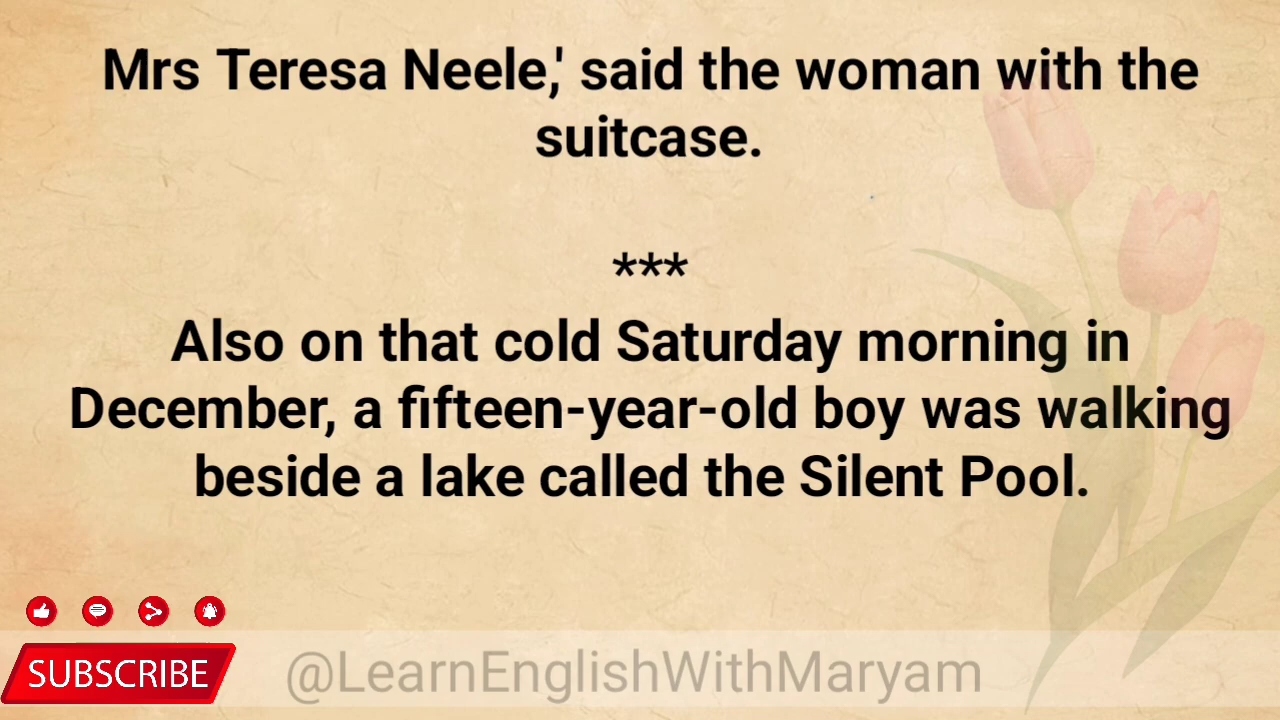 Mrs Teresa Neele,' said the woman with the
suitcase.
***
Also on that cold Saturday morning in
December, a fifteen-year-old boy was walking
beside a lake called the Silent Pool.
SUBSCRIBE
@LearnEnglishWithMaryam